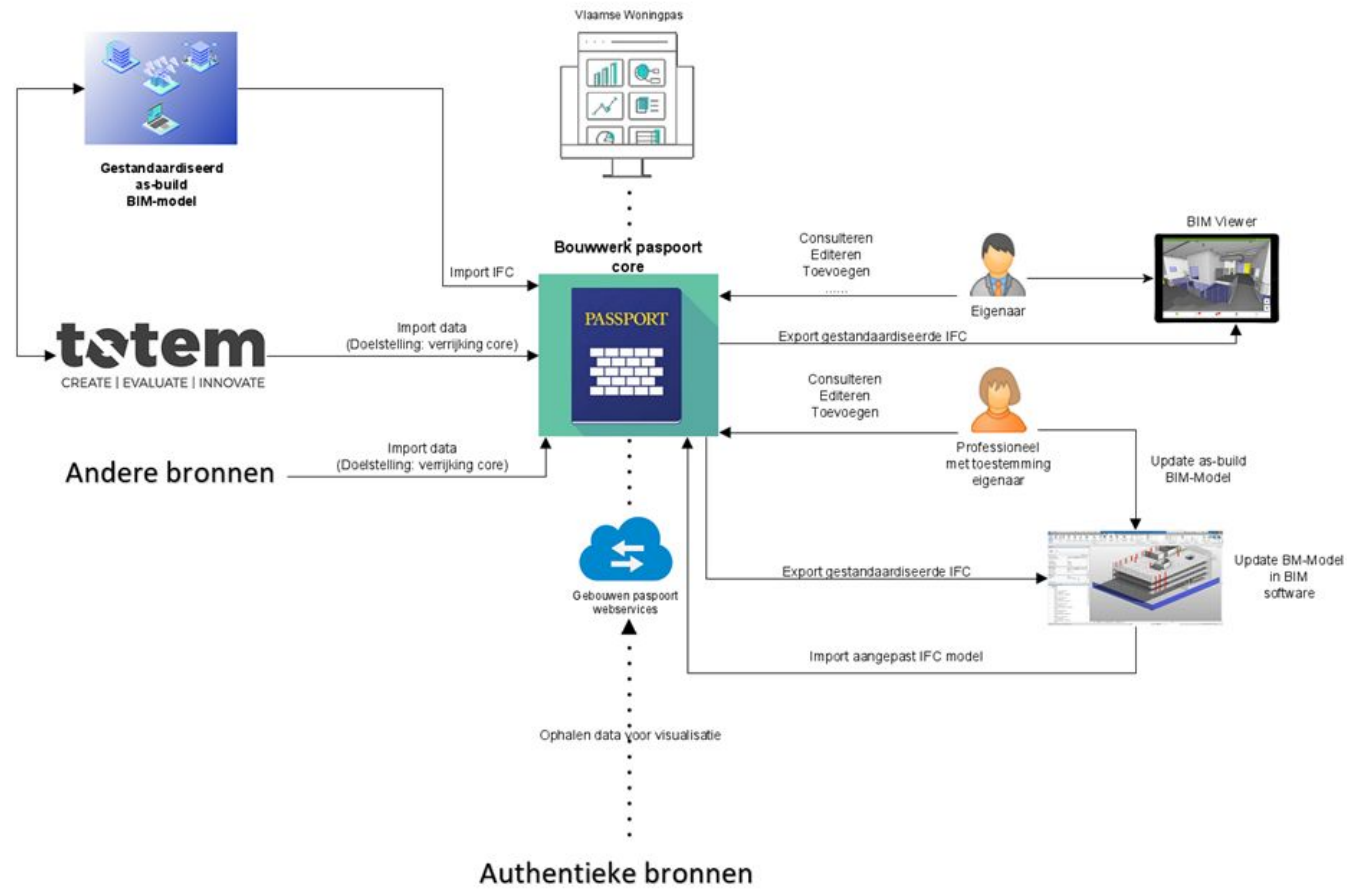 Vlaamse Woningpas
Gestandaardiseerd
as-build
BIM-model
Bouwwerk paspoort
core
Import IFC
PASSPORT
Consulteren
Editeren
Toevoegen
......
Eigenaar
BIM Viewer
totem
CREATE | EVALUATE | INNOVATE
Import data
(Doelstelling: verrijking core)
Export gestandaardiseerde IFC
Consulteren
Editeren
Toevoegen
Professioneel
met toestemming
eigenaar
Update as-build
BIM-Model
Andere bronnen
Import data
(Doelstelling: verrijking core)
Gebouwen paspoort
webservices
Export gestandaardiseerde IFC
Update BM-Model
in BIM
software
Import aangepast IFC model
Ophalen data voor visualisatie
Authentieke bronnen